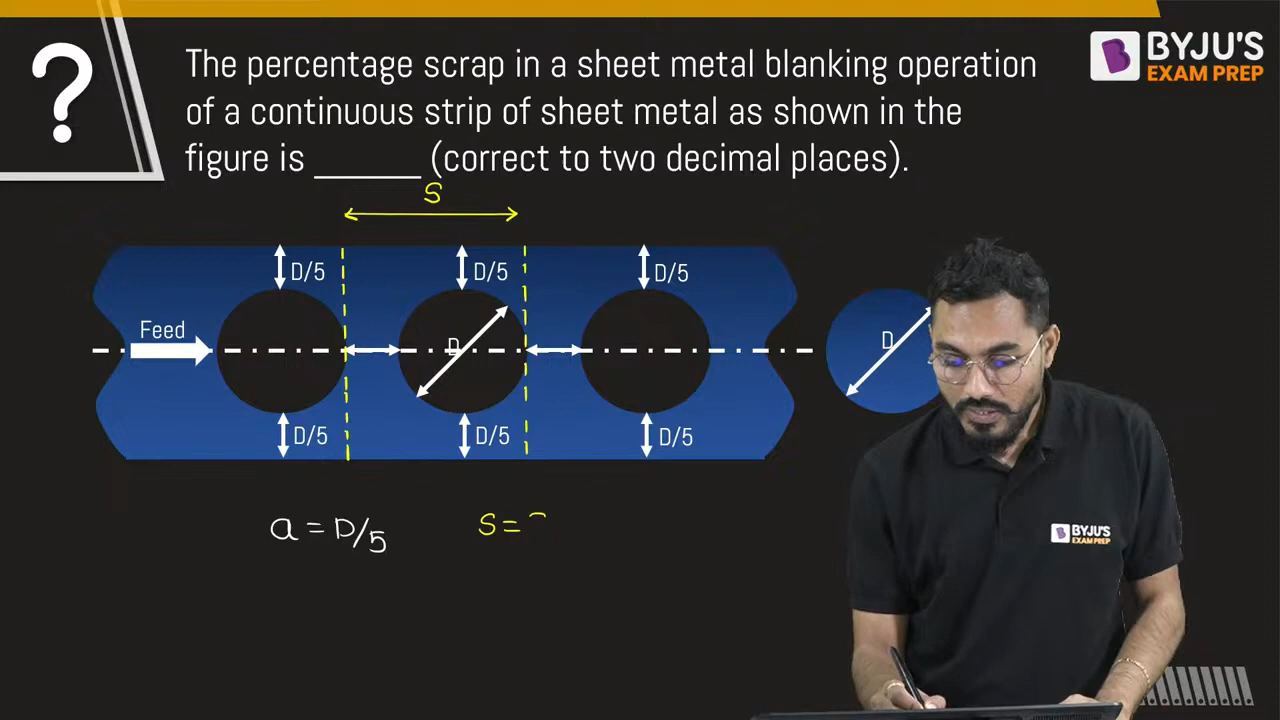 ?
The percentage scrap in a sheet metal blanking operation
of a continuous strip of sheet metal as shown in the
figure is ______ (correct to two decimal places).
BYJU'S
EXAM PREP
S
D/5 D/5 D/5
Feed
D
D
D/5 D/5 D/5
a = D/5 S =
BYJU'S
EXAM PREP